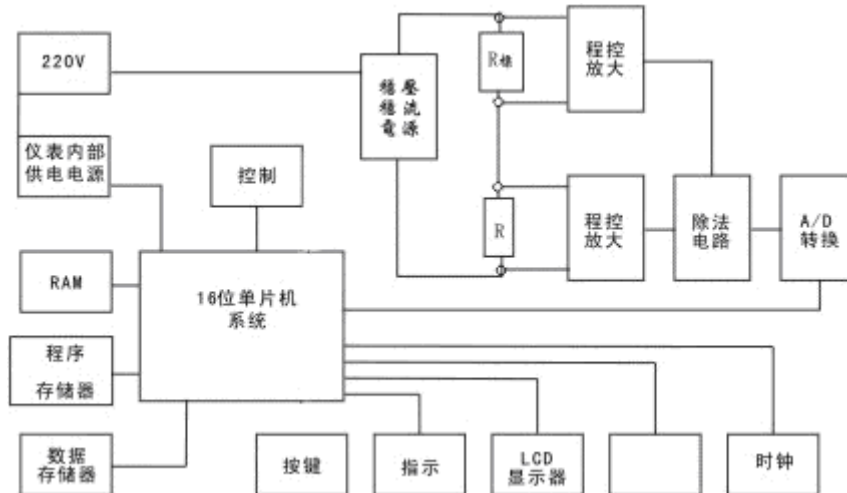 220V
仪表内部
供电电源
RAM
程序
存储器
数据
存储器
控制
16位单片机
系统
稳壓
稳流
電源
R标
R
程控
放大
程控
放大
除法
电路
A/D
转换
按键
指示
LCD
显示器
时钟